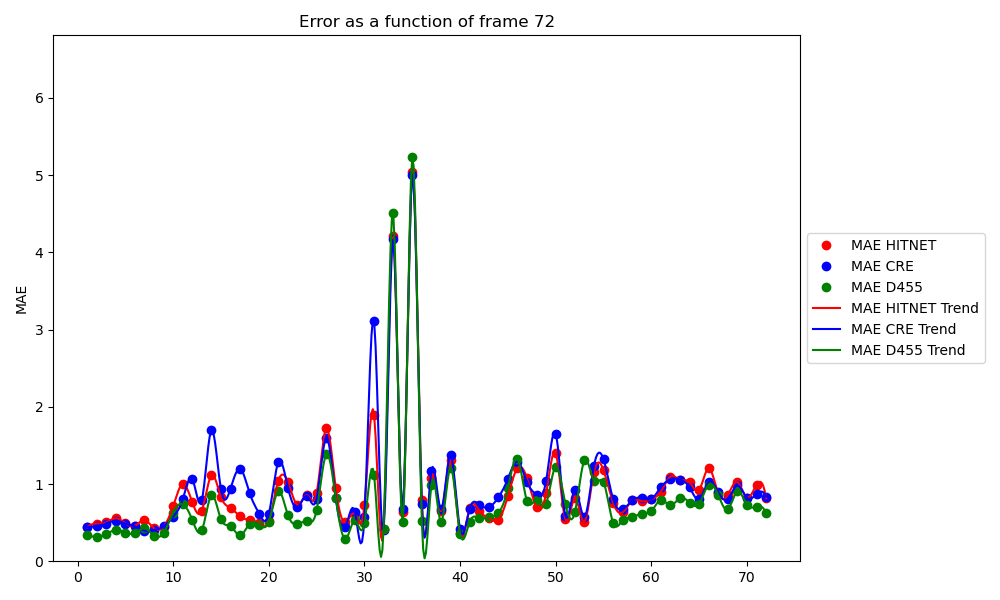 Error as a function of frame 72
MAE
6
5
4
3
2
1
0
0 10 20 30 40 50 60 70
MAE HITNET
MAE CRE
MAE D455
MAE HITNET Trend
MAE CRE Trend
MAE D455 Trend